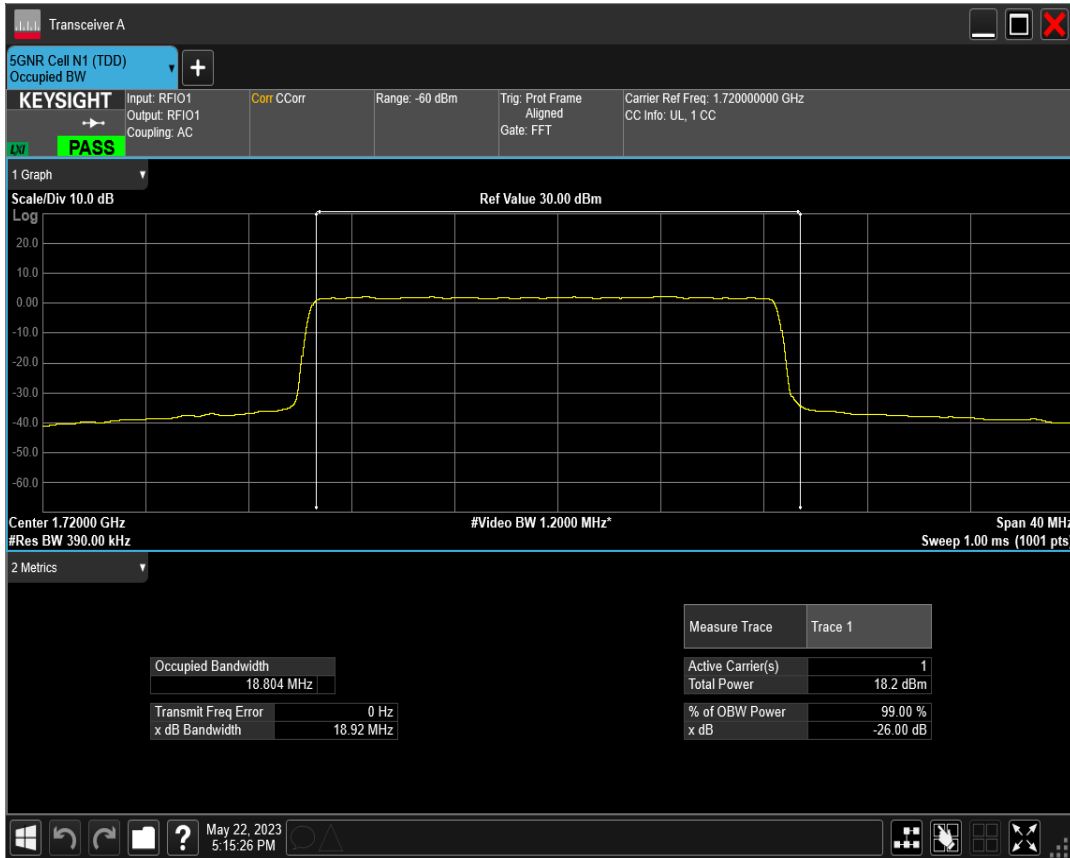 Transceiver A
5GNR Cell N1 (TDD)
Occupied BW
+
KEYSIGHT
LXI
PASS
Input: RFIO1
Output: RFIO1
Coupling: AC
Corr CCorr
Range: -60 dBm
Trig: Prot Frame
Aligned
Gate: FFT
Carrier Ref Freq: 1.720000000 GHz
CC Info: UL, 1 CC
1 Graph
Scale/Div 10.0 dB
Ref Value 30.00 dBm
Log
20.0
10.0
0.00
-10.0
-20.0
-30.0
-40.0
-50.0
-60.0
Center 1.72000 GHz
#Video BW 1.2000 MHz*
Span 40 MHz
#Res BW 390.00 kHz
Sweep 1.00 ms (1001 pts)
2 Metrics
Measure Trace Trace 1
Occupied Bandwidth
18.804 MHz
Active Carrier(s) 1
Total Power 18.2 dBm
Transmit Freq Error 0 Hz
x dB Bandwidth 18.92 MHz
% of OBW Power 99.00 %
x dB -26.00 dB
?
May 22, 2023
5:15:26 PM